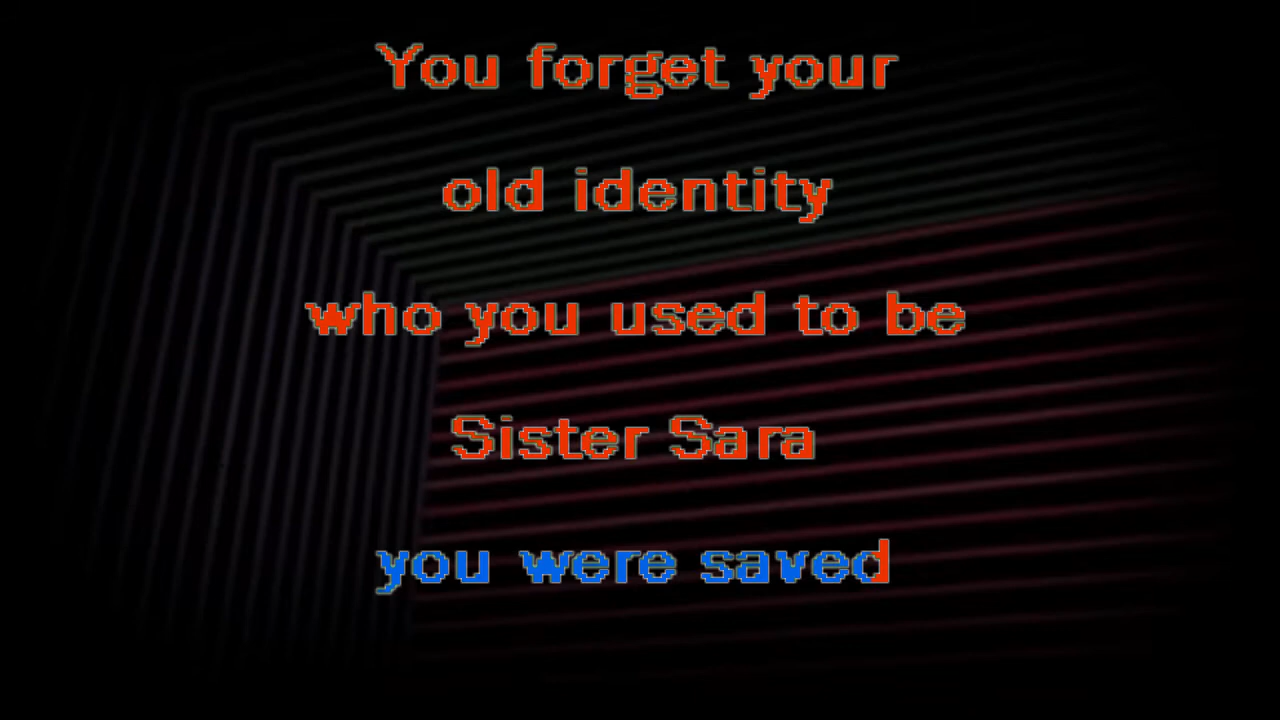 You forget your
old identity
who you used to be
Sister Sara
you were saved